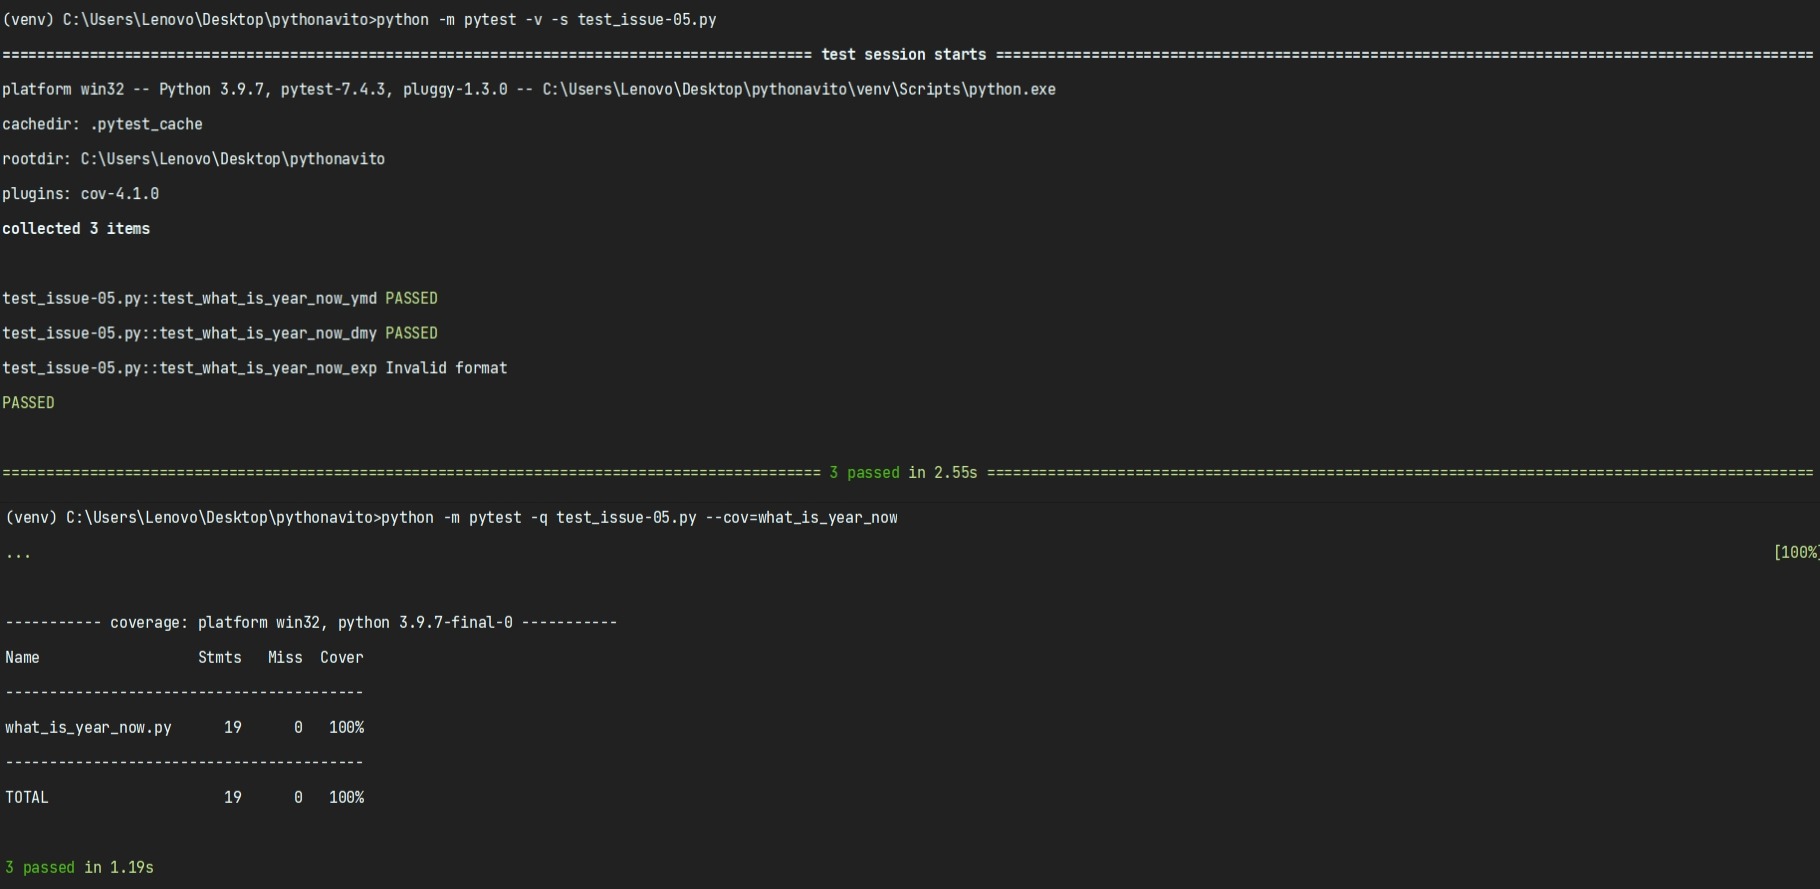 (venv) C:\Users\Lenovo\Desktop\pythonavito>python -m pytest -v -s test_issue-05.py
============================================================================================= test session starts ==============================================================================================
platform win32 -- Python 3.9.7, pytest-7.4.3, pluggy-1.3.0 -- C:\Users\Lenovo\Desktop\pythonavito\venv\Scripts\python.exe
cachedir: .pytest_cache
rootdir: C:\Users\Lenovo\Desktop\pythonavito
plugins: cov-4.1.0
collected 3 items
test_issue-05.py::test_what_is_year_now_ymd PASSED
test_issue-05.py::test_what_is_year_now_dmy PASSED
test_issue-05.py::test_what_is_year_now_exp Invalid format
PASSED
============================================================================================== 3 passed in 2.55s ===============================================================================================
(venv) C:\Users\Lenovo\Desktop\pythonavito>python -m pytest -q test_issue-05.py --cov=what_is_year_now
... [100%]
----------- coverage: platform win32, python 3.9.7-final-0 -----------
Name                  Stmts   Miss  Cover
-----------------------------------------
what_is_year_now.py      19      0   100%
-----------------------------------------
TOTAL                    19      0   100%
3 passed in 1.19s